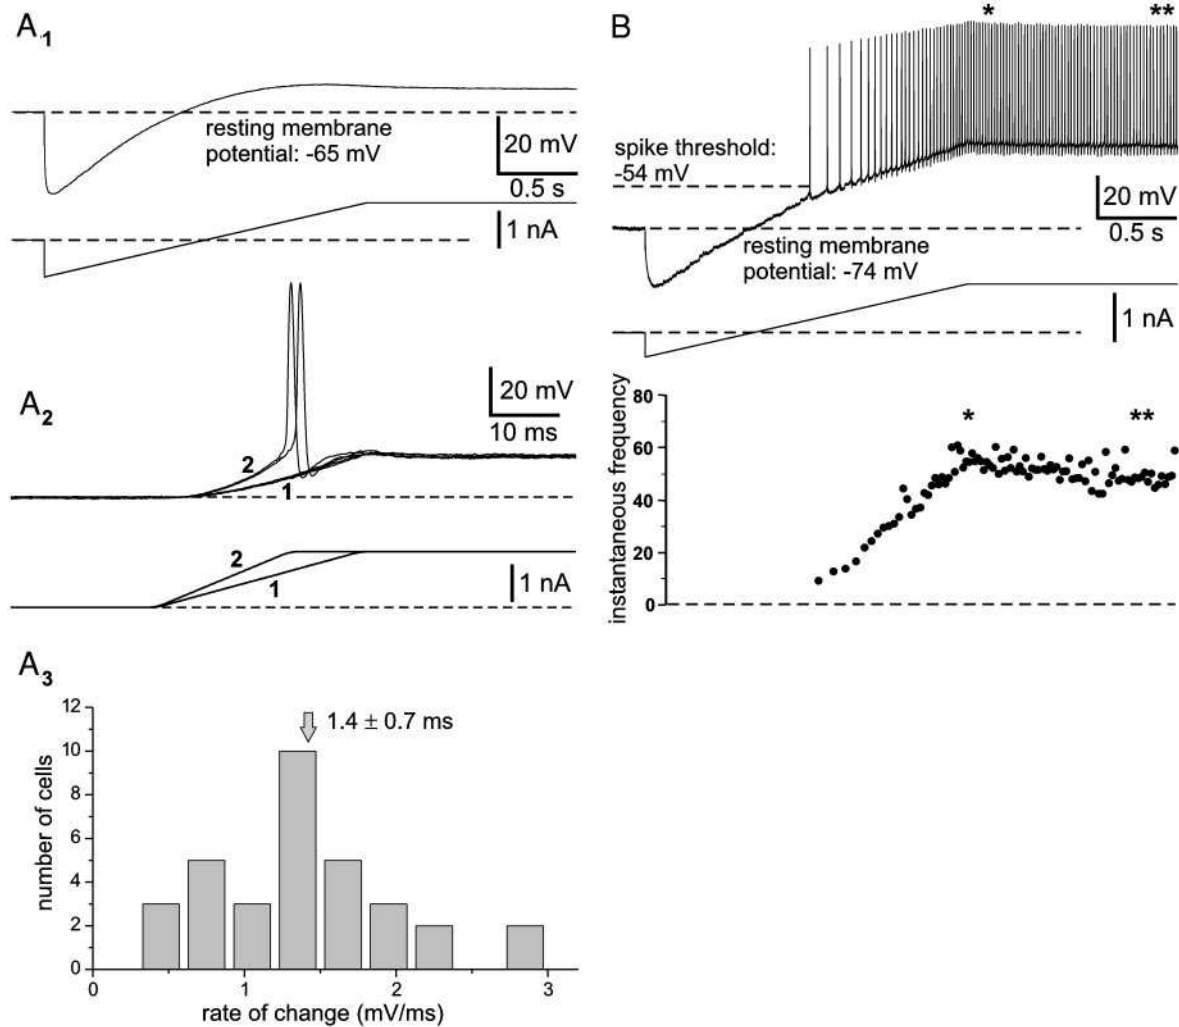 A1
resting membrane
potential: -65 mV
20 mV
0.5 s
1 nA
A2
20 mV
10 ms
2
1
2
1
1 nA
A3
12
10
8
6
4
2
0
number of cells
1.4 ± 0.7 ms
0
1
2
3
rate of change (mV/ms)
B
*
**
spike threshold:
-54 mV
20 mV
0.5 s
resting membrane
potential: -74 mV
1 nA
instantaneous frequency
80
60
40
20
0
*
**